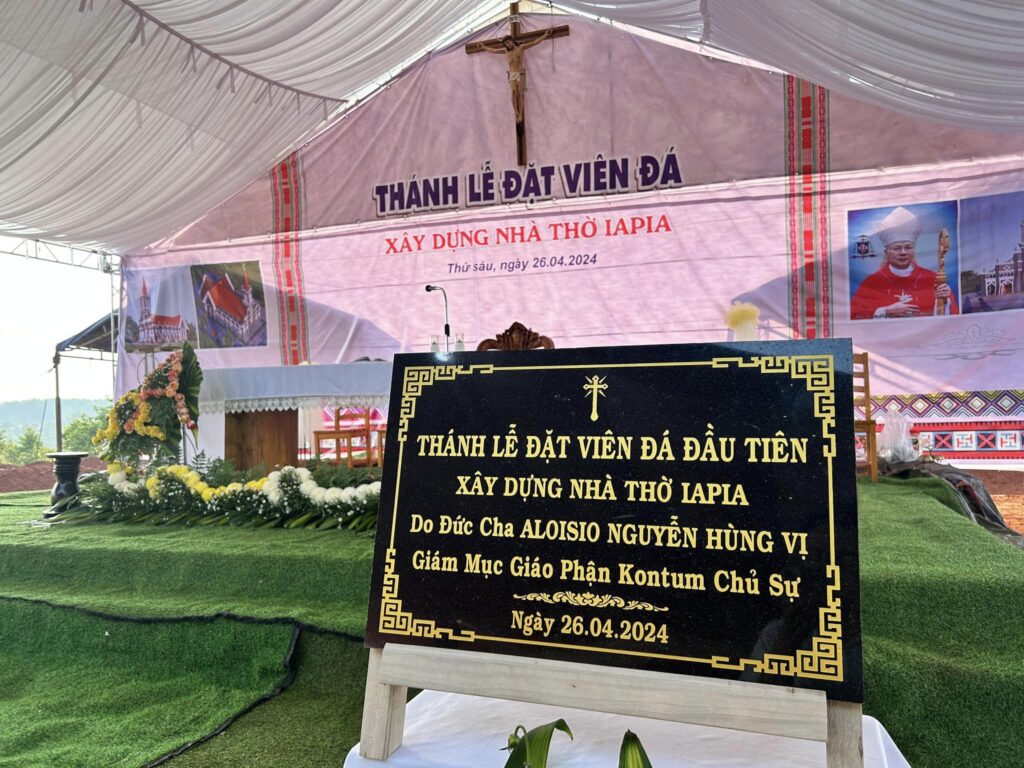 THÁNH LỄ ĐẶT VIÊN ĐÁ
XÂY DỰNG NHÀ THỜ IAPIA
Thứ sáu, ngày 26.04.2024
THÁNH LỄ ĐẶT VIÊN ĐÁ ĐẦU TIÊN
XÂY DỰNG NHÀ THỜ IAPIA
Do Đức Cha ALOISIO NGUYỄN HÙNG VỊ
Giám Mục Giáo Phận Kontum Chủ Sự
Ngày 26.04.2024